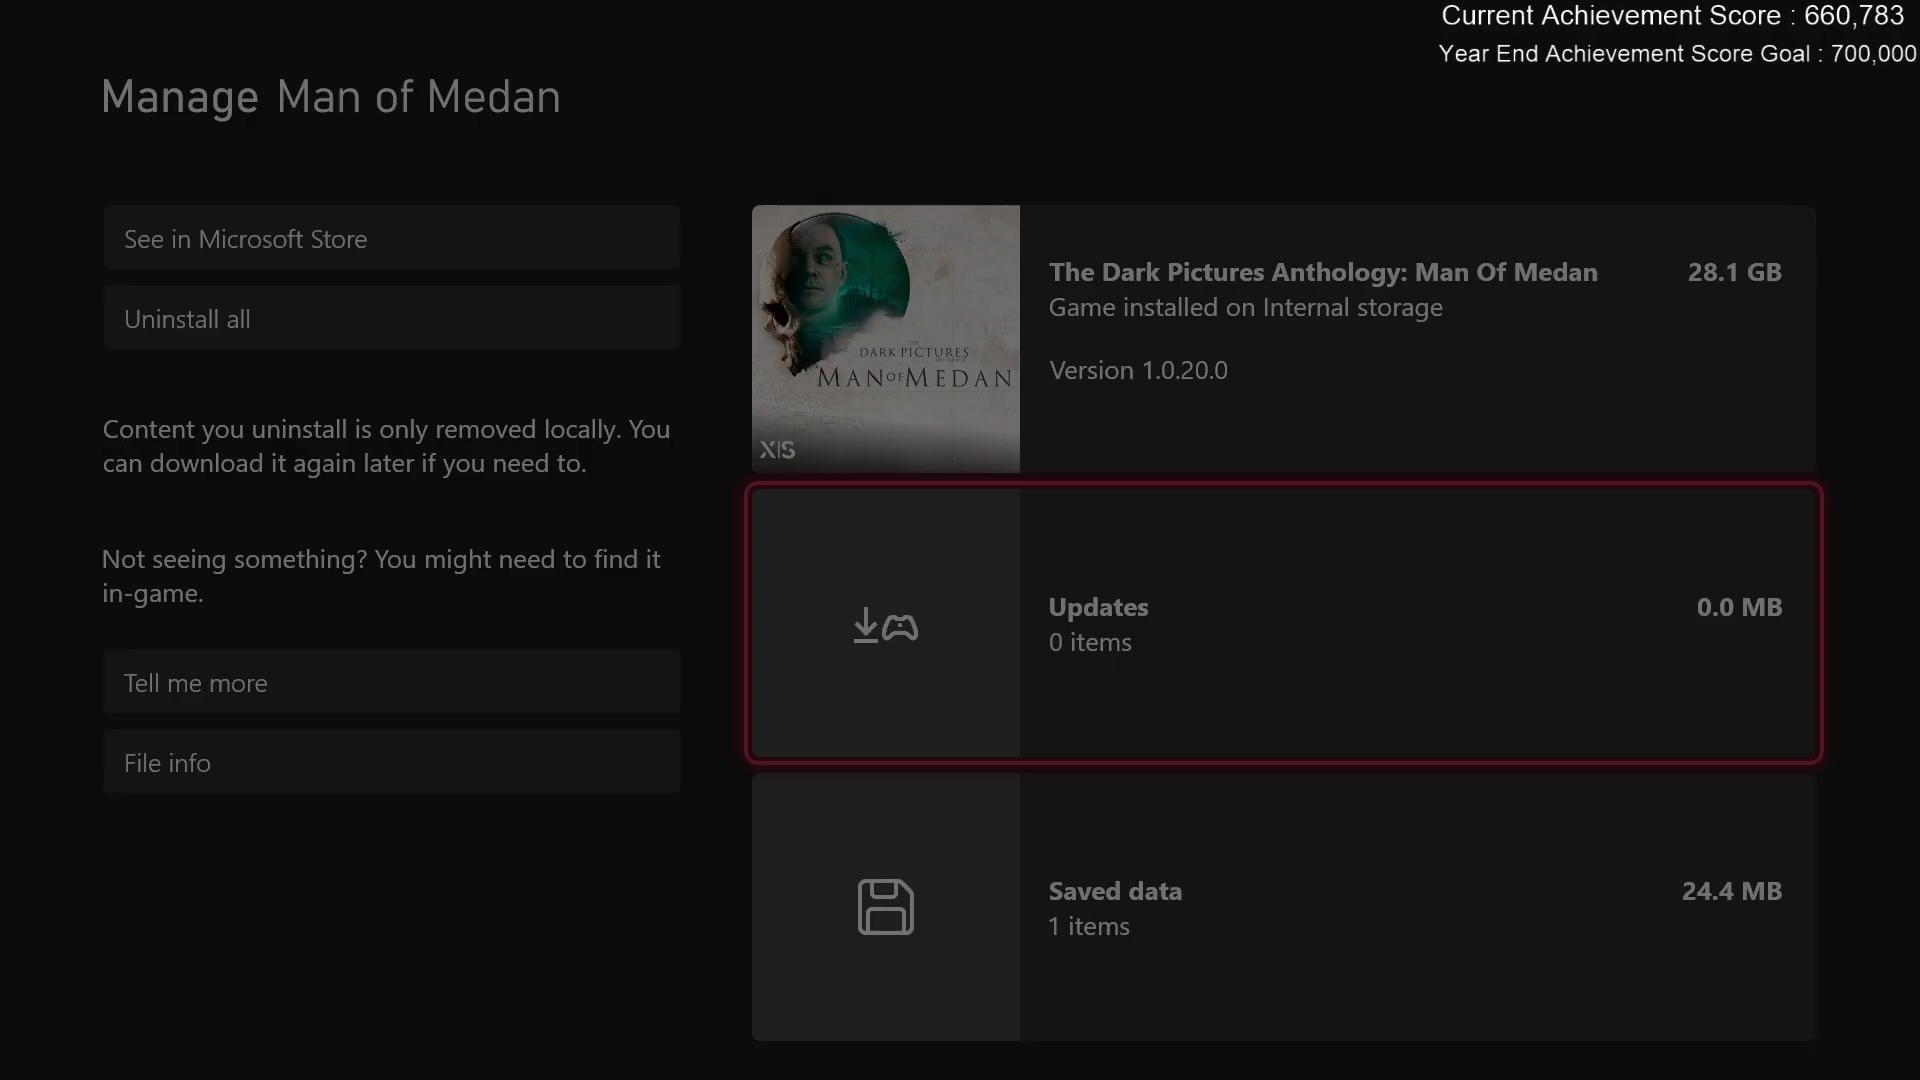 Current Achievement Score : 660,783
Year End Achievement Score Goal : 700,000
Manage Man of Medan
See in Microsoft Store
Uninstall all
Content you uninstall is only removed locally. You
can download it again later if you need to.
Not seeing something? You might need to find it
in-game.
Tell me more
File info
THE
DARK PICTURES
MAN OF MEDAN
X|S
The Dark Pictures Anthology: Man Of Medan
28.1 GB
Game installed on Internal storage
Version 1.0.20.0
Updates
0.0 MB
0 items
Saved data
24.4 MB
1 items